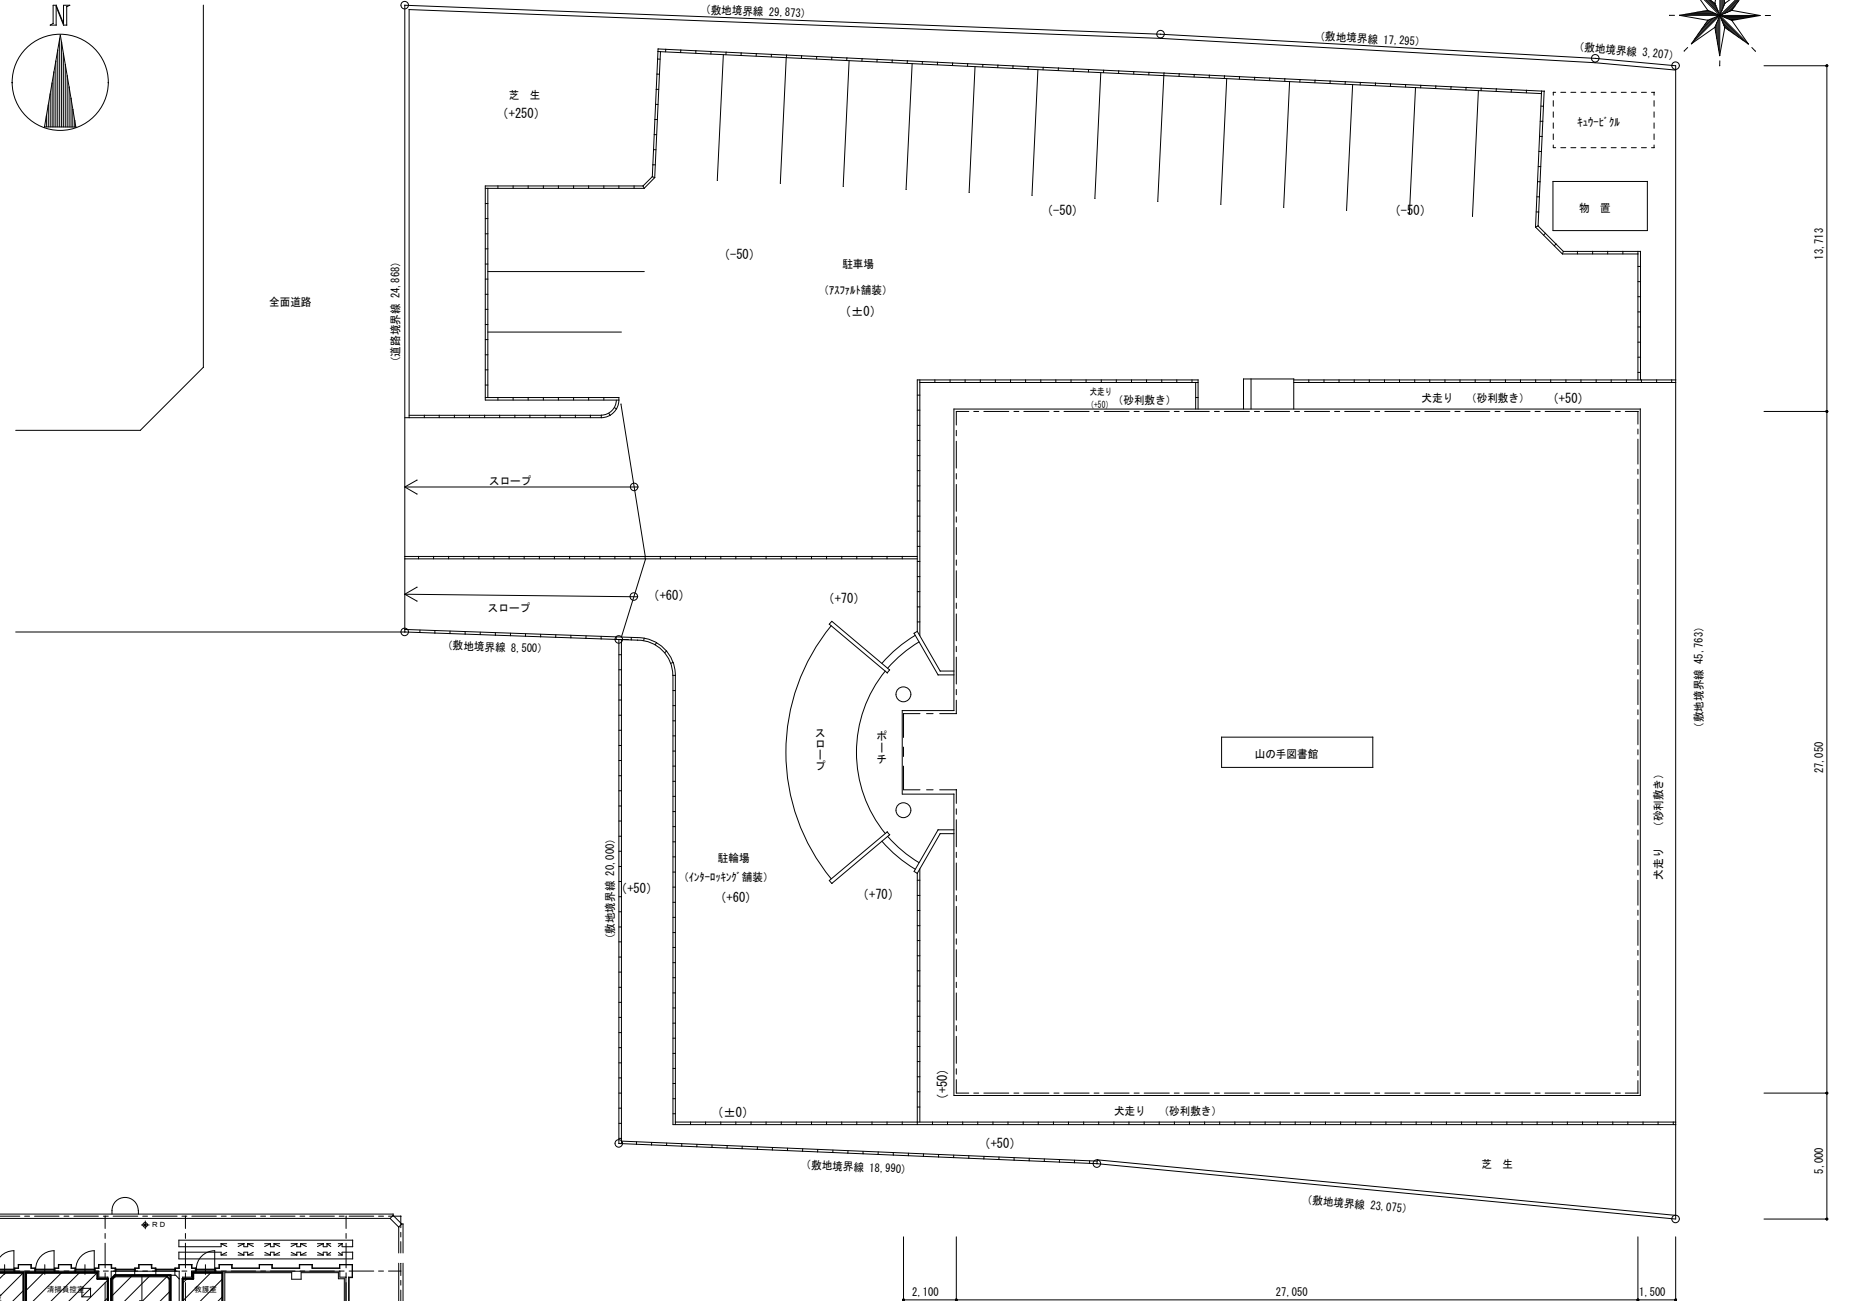 N
(敷地境界線 29,873)
(敷地境界線 17,295)
(敷地境界線 3,207)
芝 生
(+250)
キュービクル
物 置
(-50)
(-50)
(-50)
駐車場
(アスファルト舗装)
(±0)
13,713
(道路境界線 24,868)
全面道路
犬走り
(+50)
(砂利敷き)
犬走り (砂利敷き) (+50)
スロープ
スロープ
(+60)
(+70)
(敷地境界線 8,500)
(敷地境界線 45,763)
スロープ
ポーチ
山の手図書館
27,050
犬走り (砂利敷き)
駐輪場
(インターロッキング舗装)
(+60)
(敷地境界線 20,000)
(+50)
(+70)
(+50)
(±0)
犬走り (砂利敷き)
(+50)
(敷地境界線 18,990)
芝 生
(敷地境界線 23,075)
5,000
RD
清掃員控室
救護室
2,100
27,050
1,500